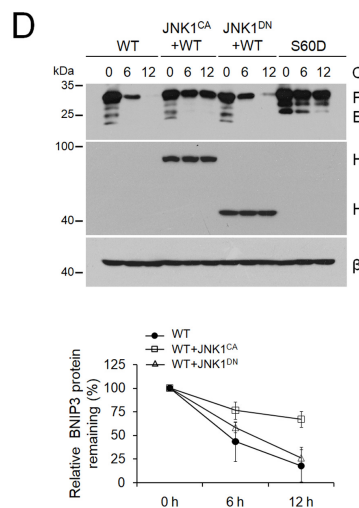 D
WT
JNK1CA
+WT
JNK1DN
+WT
S60D
kDa
0 6 12 0 6 12 0 6 12 0 6 12
35
25
100
40
40
β
WT
WT+JNK1CA
WT+JNK1DN
Relative BNIP3 protein
remaining (%)
125
100
75
50
25
0
0 h 6 h 12 h